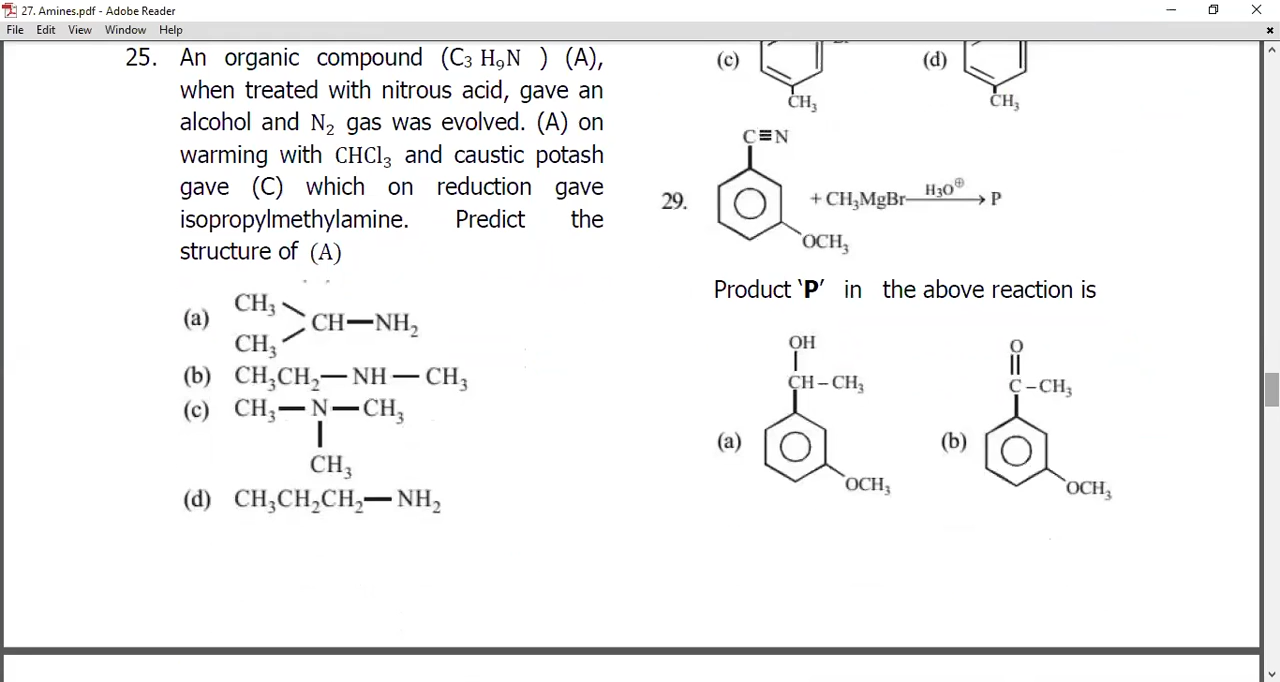 27. Amines.pdf - Adobe Reader
File Edit View Window Help
25. An organic compound (C₃ H₉N ) (A),
when treated with nitrous acid, gave an
alcohol and N₂ gas was evolved. (A) on
warming with CHCl₃ and caustic potash
gave (C) which on reduction gave
isopropylmethylamine. Predict the
structure of (A)
(a) CH₃
CH—NH₂
CH₃
(b) CH₃CH₂—NH—CH₃
(c) CH₃—N—CH₃
CH₃
(d) CH₃CH₂CH₂—NH₂
(c) (d)
CH₃ CH₃
C≡N
29. + CH₃MgBr H₃O⊕ → P
OCH₃
Product ‘P’ in the above reaction is
OH O
CH–CH₃ C–CH₃
(a) (b)
OCH₃ OCH₃